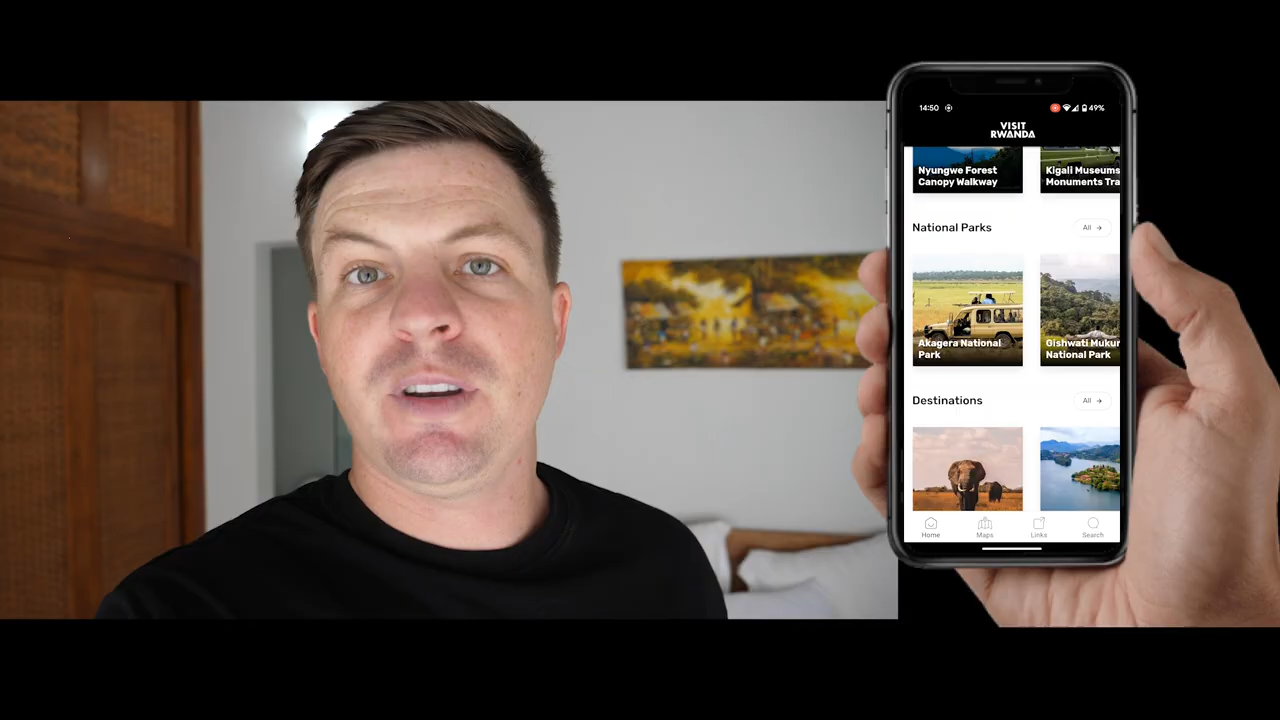 14:50
49%
VISIT
RWANDA
Nyungwe Forest
Canopy Walkway
Kigali Museums
Monuments Tra
National Parks
All
Akagera National
Park
Gishwati Mukur
National Park
Destinations
All
Home
Maps
Links
Search